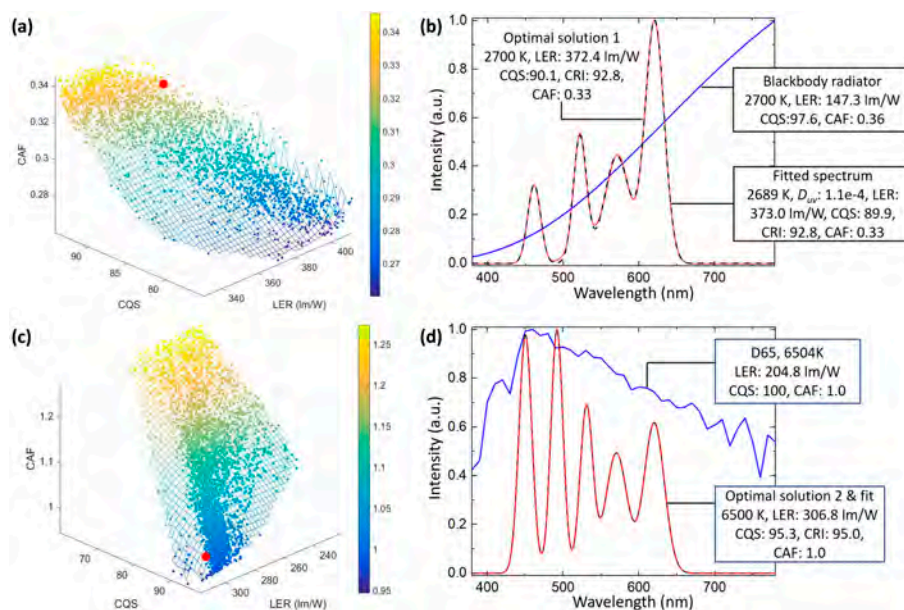 (a)
0.34
0.32
0.3
0.28
CAF
90
85
80
CQS
340
360
380
400
LER (lm/W)
0.34
0.33
0.32
0.31
0.3
0.29
0.28
0.27
(b)
1.0
0.8
0.6
0.4
0.2
0.0
Intensity (a.u.)
400
500
600
700
Wavelength (nm)
Optimal solution 1
2700 K, LER: 372.4 lm/W
CQS:90.1, CRI: 92.8,
CAF: 0.33
Blackbody radiator
2700 K, LER: 147.3 lm/W
CQS:97.6, CAF: 0.36
Fitted spectrum
2689 K, Duv: 1.1e-4, LER:
373.0 lm/W, CQS: 89.9,
CRI: 92.8, CAF: 0.33
(c)
1.2
1.1
1
CAF
70
80
90
CQS
300
280
260
240
LER (lm/W)
1.25
1.2
1.15
1.1
1.05
1
0.95
(d)
1.0
0.8
0.6
0.4
0.2
0.0
Intensity (a.u.)
400
500
600
700
Wavelength (nm)
D65, 6504K
LER: 204.8 lm/W
CQS: 100, CAF: 1.0
Optimal solution 2 & fit
6500 K, LER: 306.8 lm/W
CQS: 95.3, CRI: 95.0,
CAF: 1.0